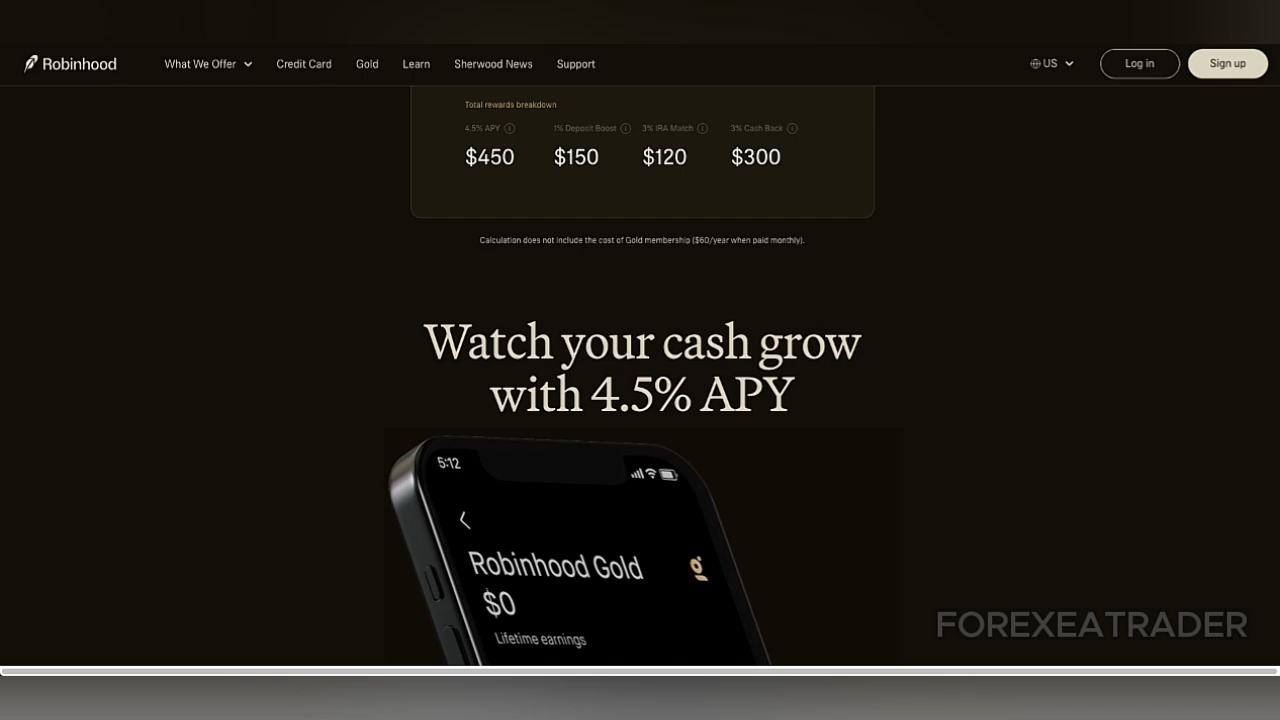 Robinhood What We Offer Credit Card Gold Learn Sherwood News Support US Log in Sign up
Total rewards breakdown
4.5% APY 1% Deposit Boost 3% IRA Match 3% Cash Back
$450 $150 $120 $300
Calculation does not include the cost of Gold membership ($60/year when paid monthly).
Watch your cash grow
with 4.5% APY
5:12
Robinhood Gold
$0
Lifetime earnings
FOREXEATRADER